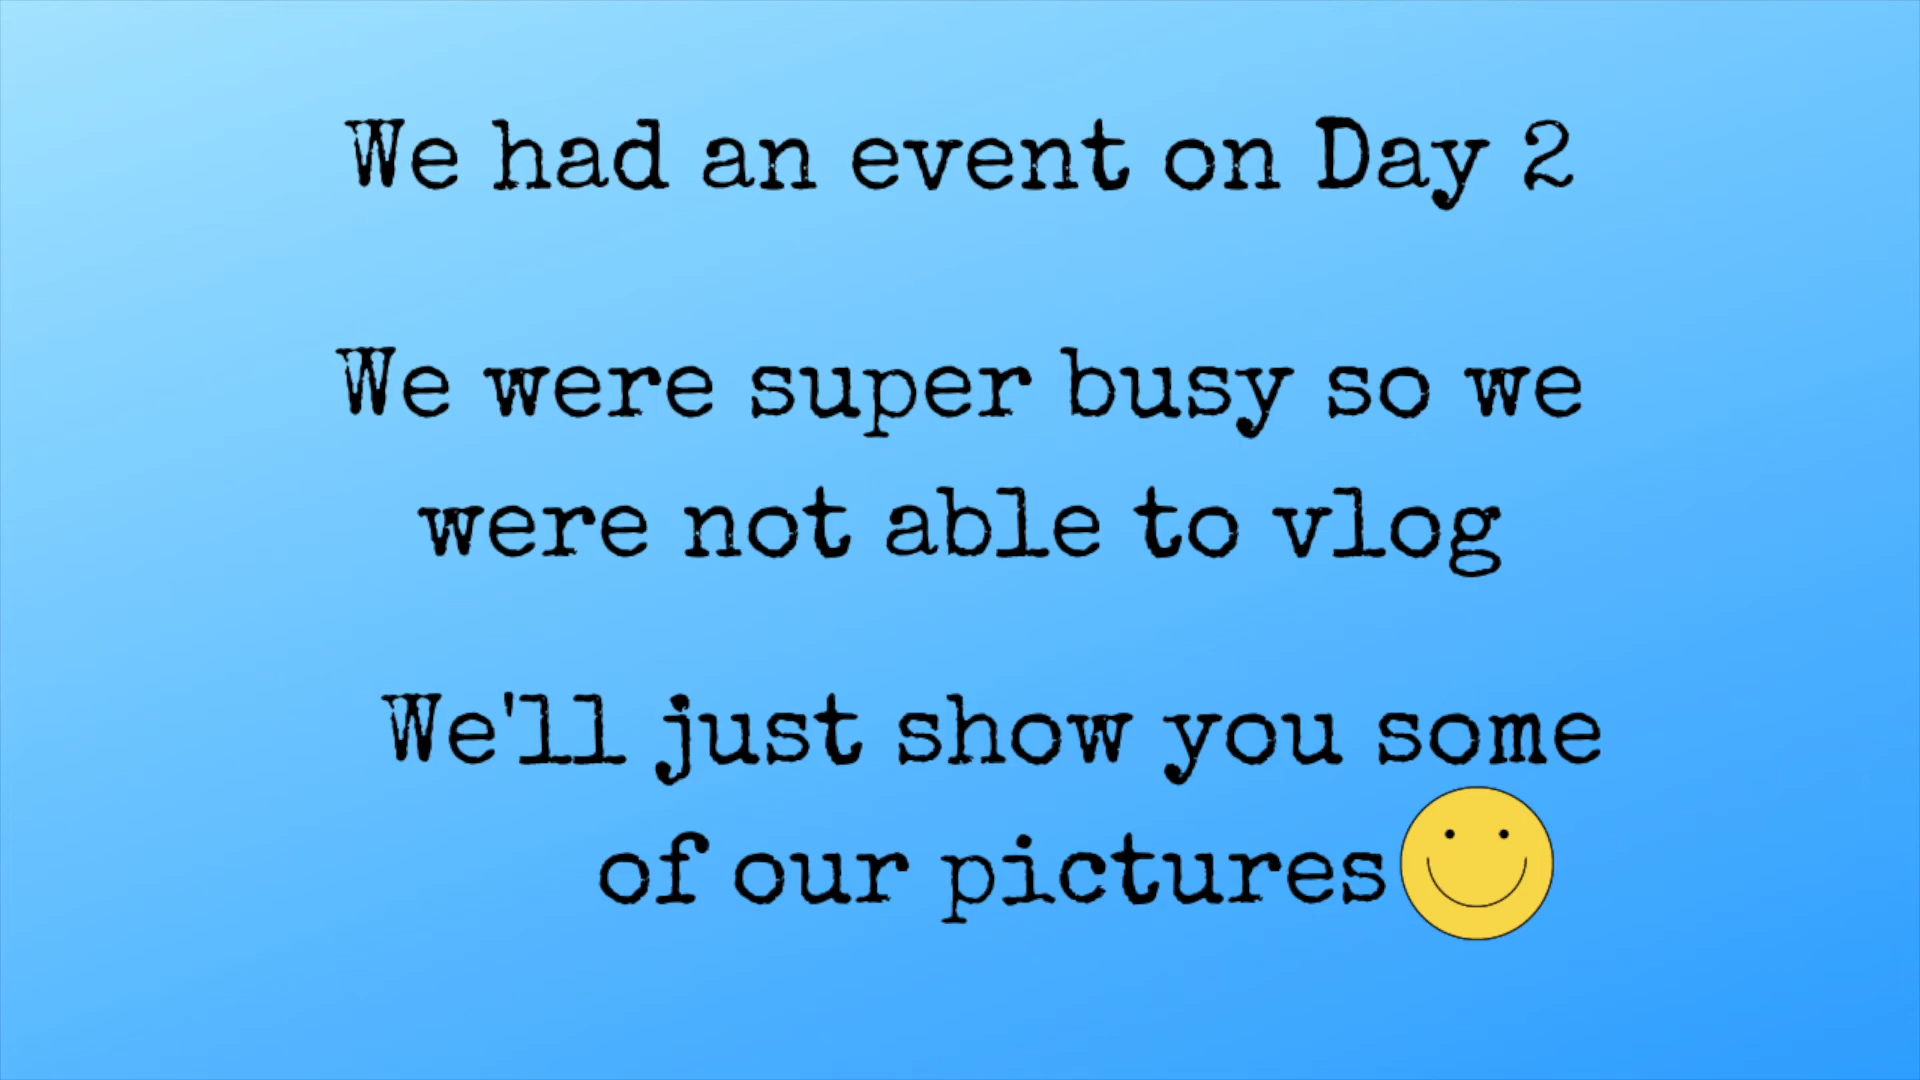 We had an event on Day 2
We were super busy so we
were not able to vlog
We'll just show you some
of our pictures